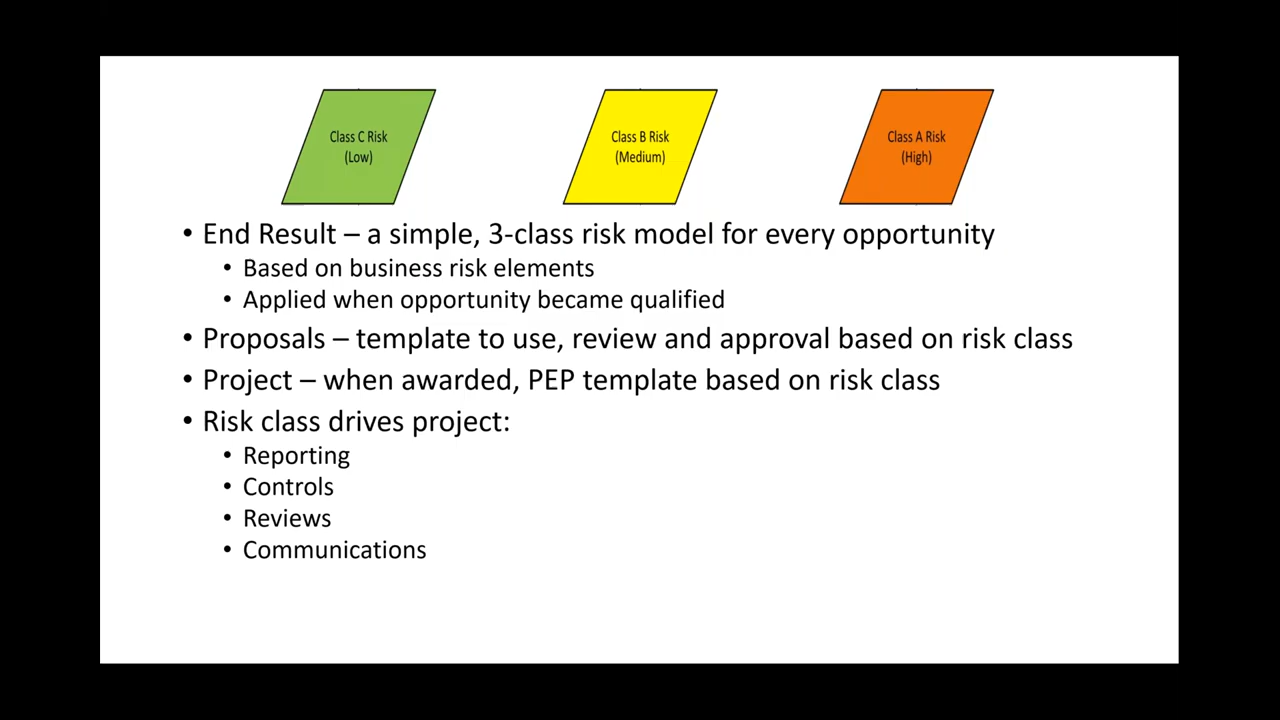 Class C Risk
(Low)
Class B Risk
(Medium)
Class A Risk
(High)
• End Result – a simple, 3-class risk model for every opportunity
• Based on business risk elements
• Applied when opportunity became qualified
• Proposals – template to use, review and approval based on risk class
• Project – when awarded, PEP template based on risk class
• Risk class drives project:
• Reporting
• Controls
• Reviews
• Communications